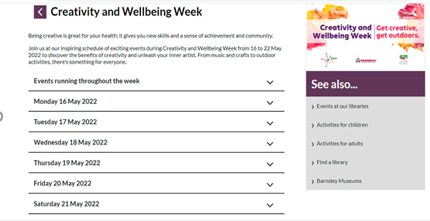 Creativity and Wellbeing Week
Being creative is great for your health; it gives you new skills and a sense of achievement and community.
Join us at our inspiring schedule of exciting events during Creativity and Wellbeing Week from 16 to 22 May
2022 to discover the benefits of creativity and unleash your inner artist. From music and crafts to outdoor
activities, there's something for everyone.
Events running throughout the week
Monday 16 May 2022
Tuesday 17 May 2022
Wednesday 18 May 2022
Thursday 19 May 2022
Friday 20 May 2022
Saturday 21 May 2022
Creativity and
Wellbeing Week
Get creative,
get outdoors.
BARNSLEY
See also...
Events at our libraries
Activities for children
Activities for adults
Find a library
Barnsley Museums